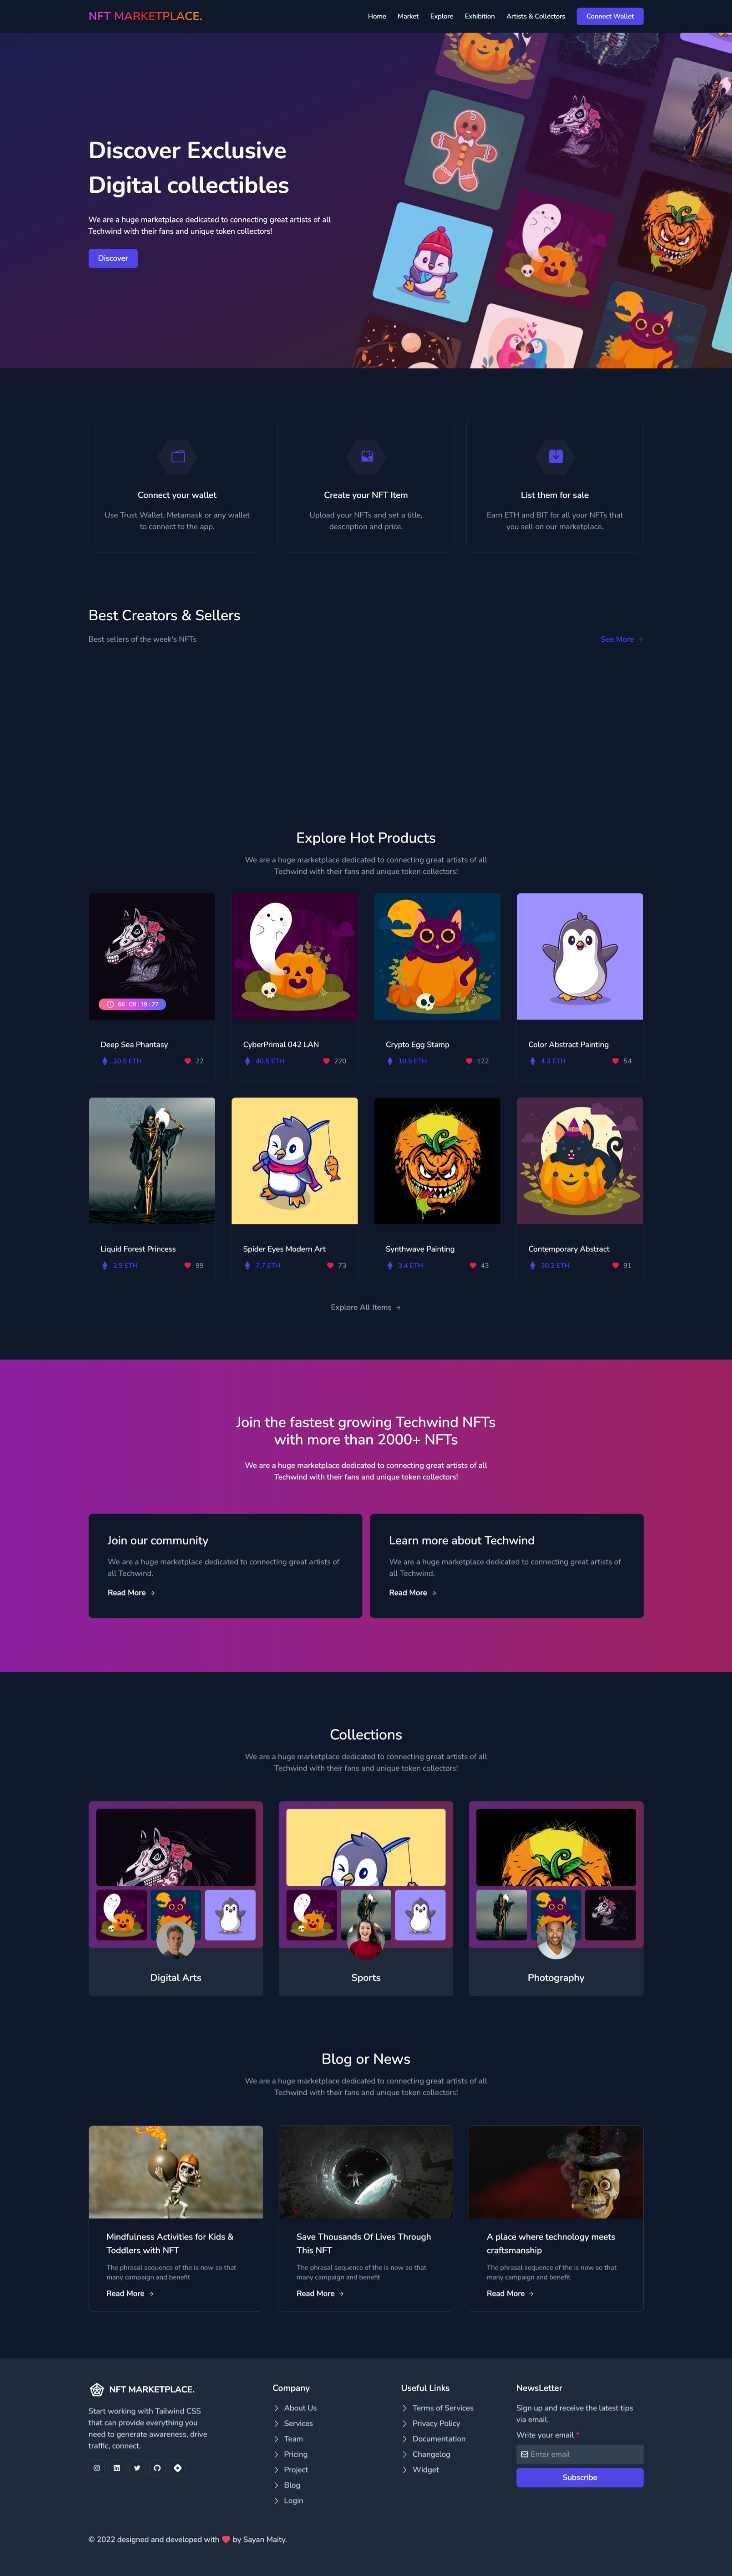 NFT MARKETPLACE.
Home
Market
Explore
Exhibition
Artists & Collectors
Connect Wallet
Discover Exclusive
Digital collectibles
We are a huge marketplace dedicated to connecting great artists of all
Techwind with their fans and unique token collectors!
Discover
Connect your wallet
Use Trust Wallet, Metamask or any wallet
to connect to the app.
Create your NFT Item
Upload your NFTs and set a title,
description and price.
List them for sale
Earn ETH and BIT for all your NFTs that
you sell on our marketplace.
Best Creators & Sellers
Best sellers of the week's NFTs
See More
Explore Hot Products
We are a huge marketplace dedicated to connecting great artists of all
Techwind with their fans and unique token collectors!
66 : 08 : 19 : 27
Deep Sea Phantasy
20.5 ETH
22
CyberPrimal 042 LAN
40.5 ETH
220
Crypto Egg Stamp
10.5 ETH
122
Color Abstract Painting
4.3 ETH
54
Liquid Forest Princess
2.9 ETH
99
Spider Eyes Modern Art
7.7 ETH
73
Synthwave Painting
3.4 ETH
43
Contemporary Abstract
30.2 ETH
91
Explore All Items
Join the fastest growing Techwind NFTs
with more than 2000+ NFTs
We are a huge marketplace dedicated to connecting great artists of all
Techwind with their fans and unique token collectors!
Join our community
We are a huge marketplace dedicated to connecting great artists of
all Techwind.
Read More
Learn more about Techwind
We are a huge marketplace dedicated to connecting great artists of
all Techwind.
Read More
Collections
We are a huge marketplace dedicated to connecting great artists of all
Techwind with their fans and unique token collectors!
Digital Arts
Sports
Photography
Blog or News
We are a huge marketplace dedicated to connecting great artists of all
Techwind with their fans and unique token collectors!
Mindfulness Activities for Kids &
Toddlers with NFT
The phrasal sequence of the is now so that
many campaign and benefit
Read More
Save Thousands Of Lives Through
This NFT
The phrasal sequence of the is now so that
many campaign and benefit
Read More
A place where technology meets
craftsmanship
The phrasal sequence of the is now so that
many campaign and benefit
Read More
NFT MARKETPLACE.
Start working with Tailwind CSS
that can provide everything you
need to generate awareness, drive
traffic, connect.
Company
About Us
Services
Team
Pricing
Project
Blog
Login
Useful Links
Terms of Services
Privacy Policy
Documentation
Changelog
Widget
NewsLetter
Sign up and receive the latest tips
via email.
Write your email *
Enter email
Subscribe
© 2022 designed and developed with ❤ by Sayan Maity.